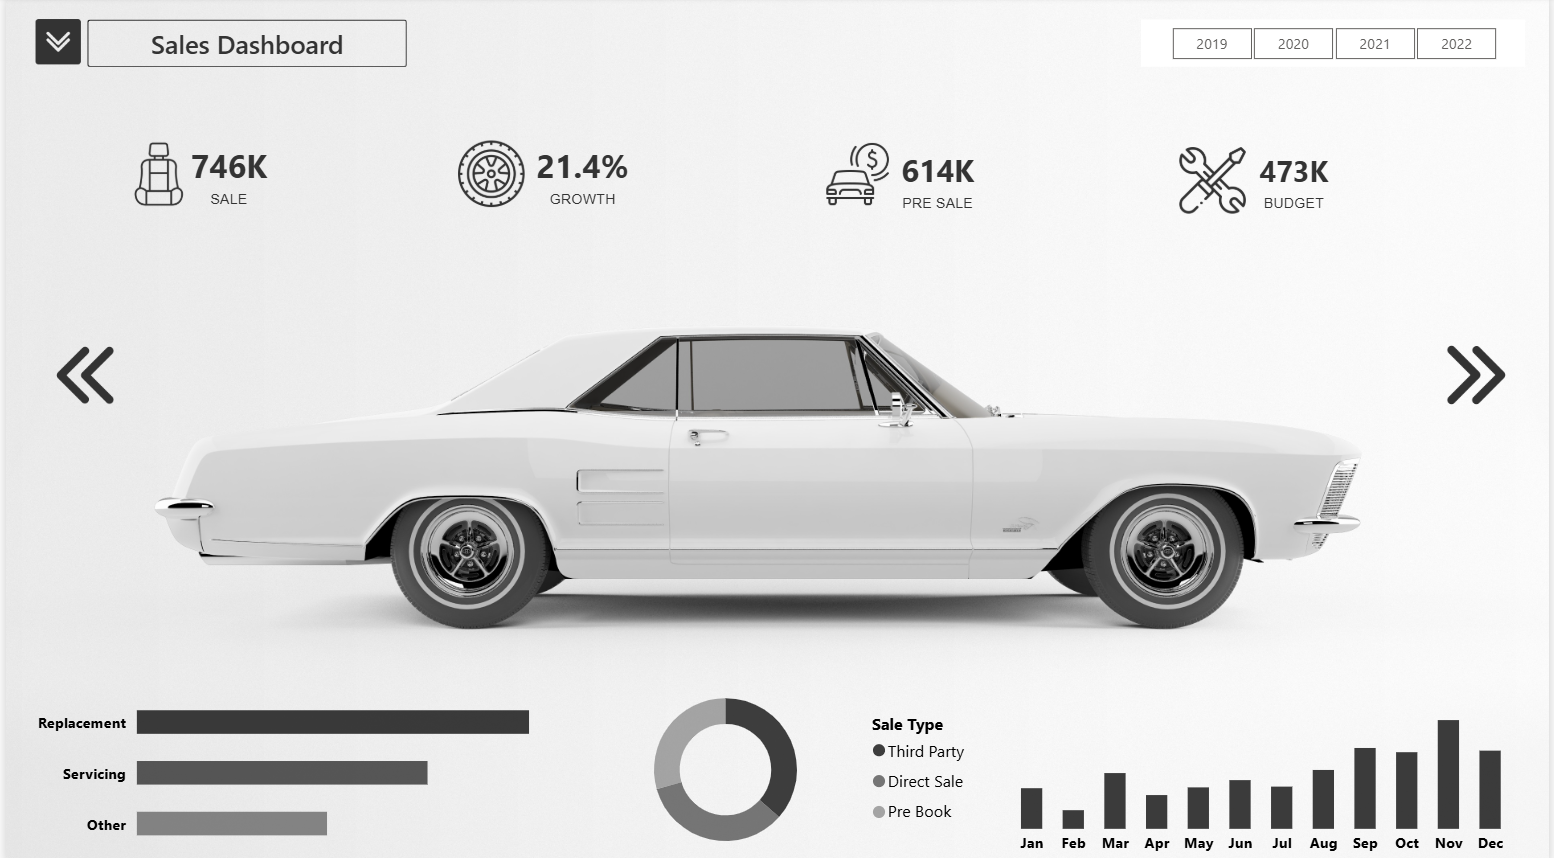 Sales Dashboard
2019 2020 2021 2022
746K
SALE
21.4%
GROWTH
614K
PRE SALE
473K
BUDGET
Replacement
Servicing
Other
Sale Type
Third Party
Direct Sale
Pre Book
Jan Feb Mar Apr May Jun Jul Aug Sep Oct Nov Dec